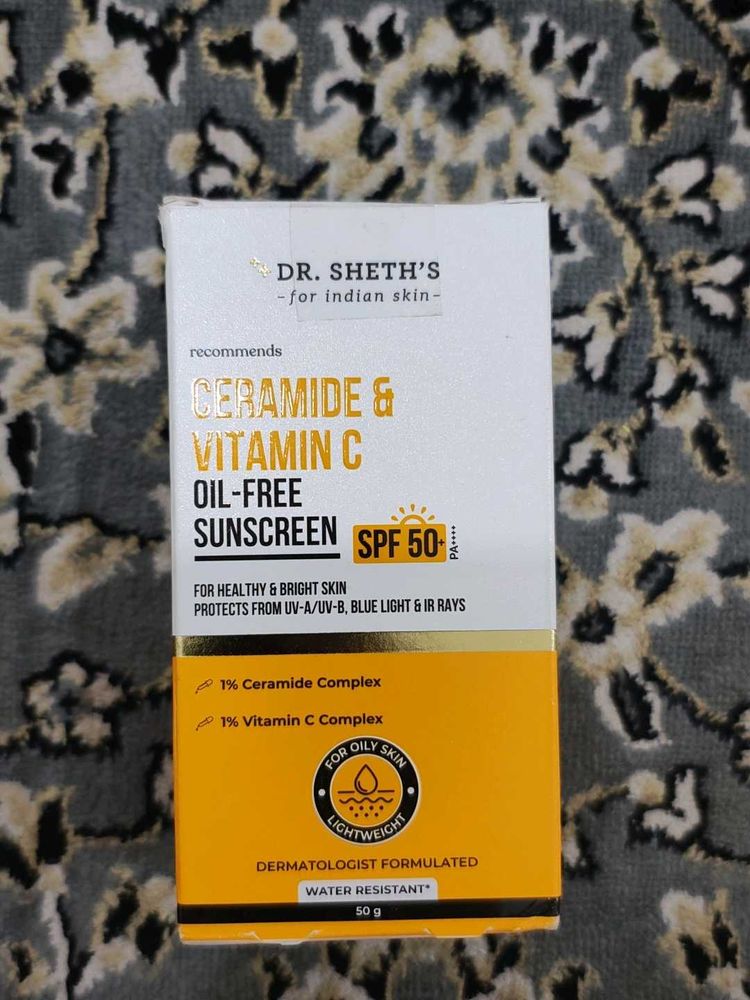 DR. SHETH'S
- for indian skin -
recommends
CERAMIDE &
VITAMIN C
OIL-FREE
SUNSCREEN
SPF 50+
PA++++
FOR HEALTHY & BRIGHT SKIN
PROTECTS FROM UV-A/UV-B, BLUE LIGHT & IR RAYS
1% Ceramide Complex
1% Vitamin C Complex
FOR OILY SKIN
LIGHTWEIGHT
DERMATOLOGIST FORMULATED
WATER RESISTANT*
50 g